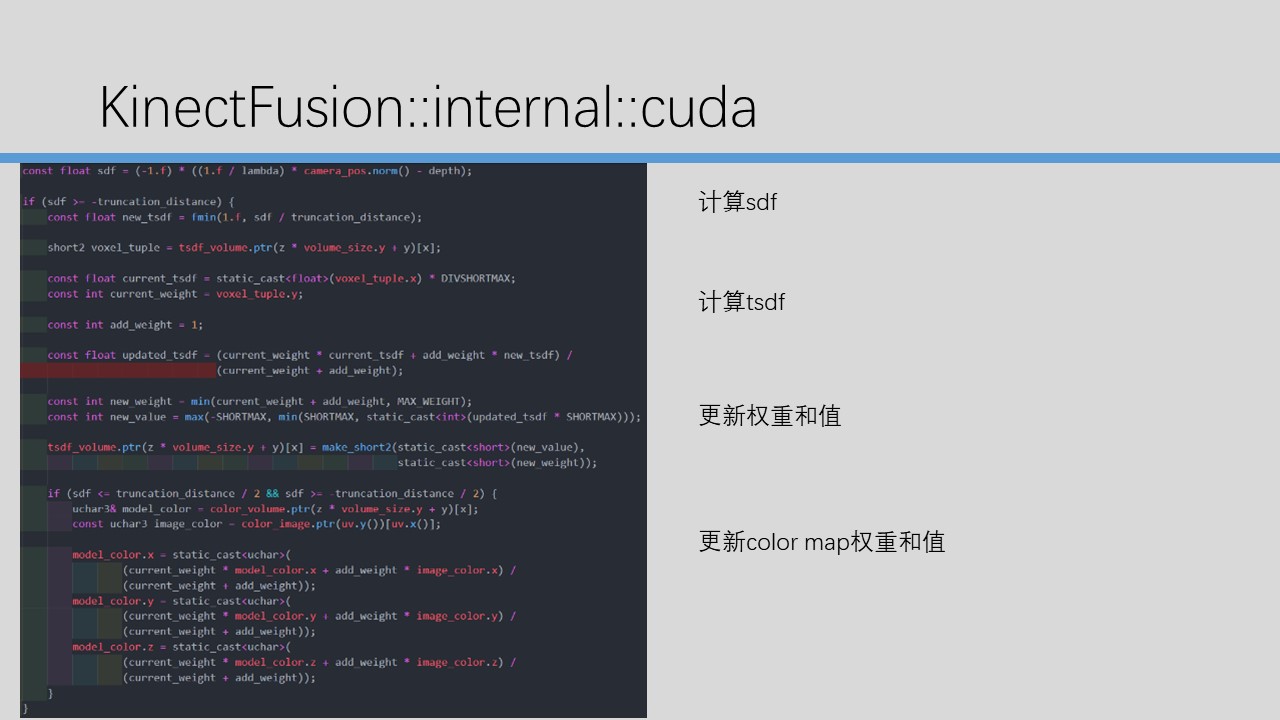 KinectFusion::internal::cuda
const float sdf = (-1.f) * ((1.f / lambda) * camera_pos.norm() - depth);
if (sdf >= -truncation_distance) {
const float new_tsdf = fmin(1.f, sdf / truncation_distance);
short2 voxel_tuple = tsdf_volume.ptr(z * volume_size.y + y)[x];
const float current_tsdf = static_cast<float>(voxel_tuple.x) * DIVSHORTMAX;
const int current_weight = voxel_tuple.y;
const int add_weight = 1;
const float updated_tsdf = (current_weight * current_tsdf + add_weight * new_tsdf) /
(current_weight + add_weight);
const int new_weight = min(current_weight + add_weight, MAX_WEIGHT);
const int new_value = max(-SHORTMAX, min(SHORTMAX, static_cast<int>(updated_tsdf * SHORTMAX)));
tsdf_volume.ptr(z * volume_size.y + y)[x] = make_short2(static_cast<short>(new_value),
static_cast<short>(new_weight));
if (sdf <= truncation_distance / 2 && sdf >= -truncation_distance / 2) {
uchar3& model_color = color_volume.ptr(z * volume_size.y + y)[x];
const uchar3 image_color = color_image.ptr(uv.y())[uv.x()];
model_color.x = static_cast<uchar>(
(current_weight * model_color.x + add_weight * image_color.x) /
(current_weight + add_weight));
model_color.y = static_cast<uchar>(
(current_weight * model_color.y + add_weight * image_color.y) /
(current_weight + add_weight));
model_color.z = static_cast<uchar>(
(current_weight * model_color.z + add_weight * image_color.z) /
(current_weight + add_weight));
}
}
计算sdf
计算tsdf
更新权重和值
更新color map权重和值